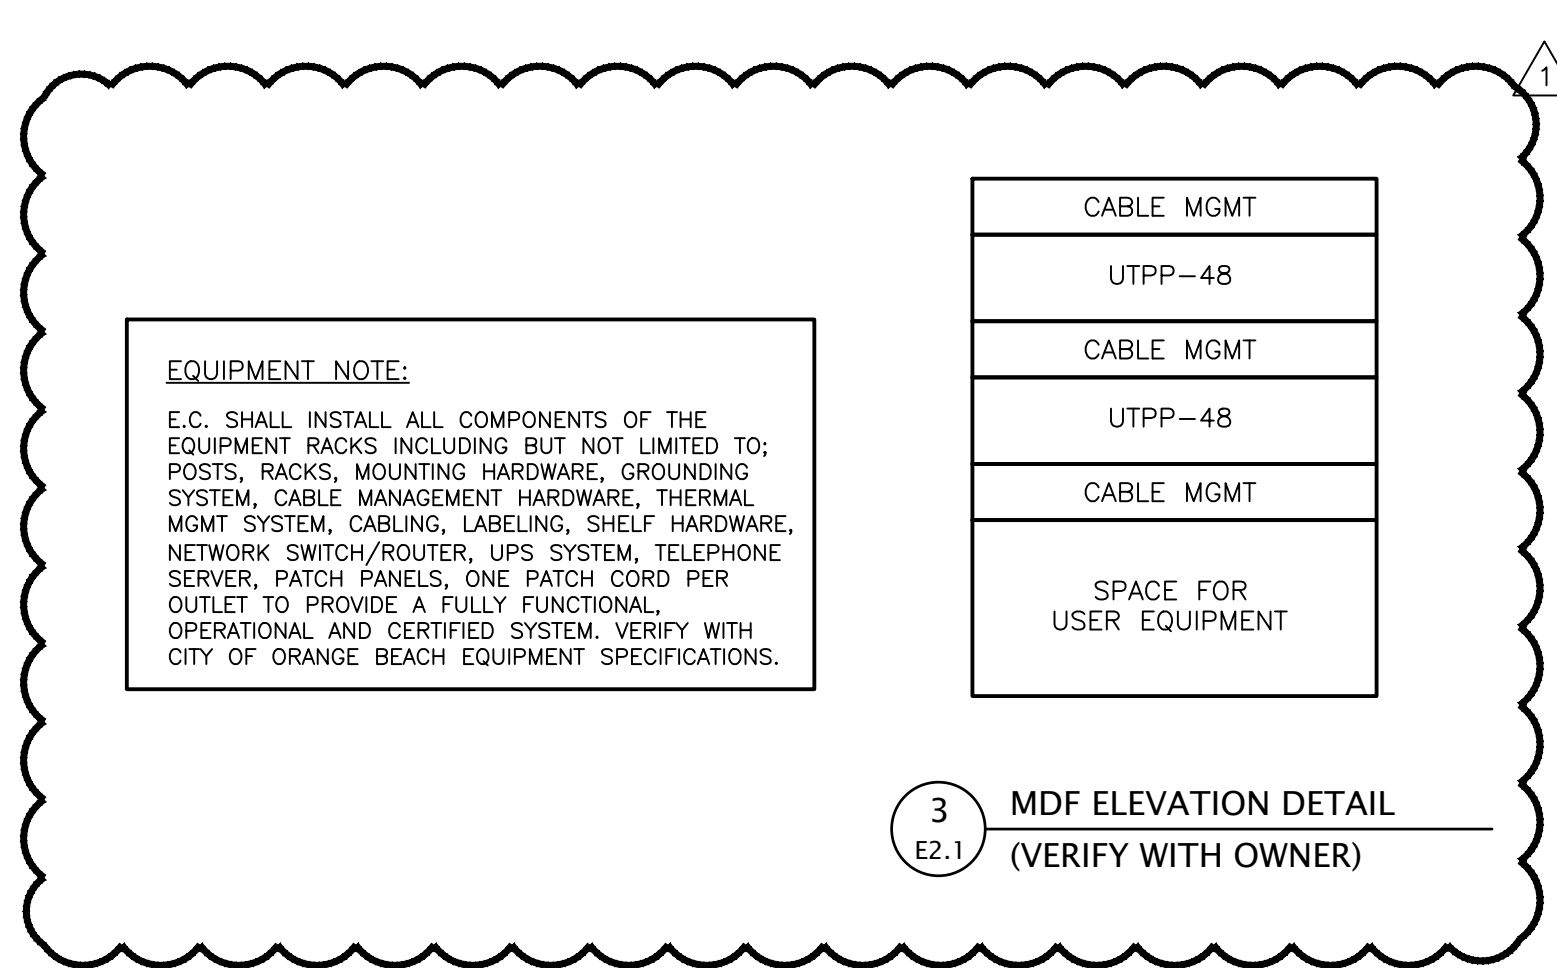 1
CABLE MGMT
UTPP-48
CABLE MGMT
UTPP-48
CABLE MGMT
SPACE FOR
USER EQUIPMENT
EQUIPMENT NOTE:
E.C. SHALL INSTALL ALL COMPONENTS OF THE
EQUIPMENT RACKS INCLUDING BUT NOT LIMITED TO;
POSTS, RACKS, MOUNTING HARDWARE, GROUNDING
SYSTEM, CABLE MANAGEMENT HARDWARE, THERMAL
MGMT SYSTEM, CABLING, LABELING, SHELF HARDWARE,
NETWORK SWITCH/ROUTER, UPS SYSTEM, TELEPHONE
SERVER, PATCH PANELS, ONE PATCH CORD PER
OUTLET TO PROVIDE A FULLY FUNCTIONAL,
OPERATIONAL AND CERTIFIED SYSTEM. VERIFY WITH
CITY OF ORANGE BEACH EQUIPMENT SPECIFICATIONS.
3
E2.1
MDF ELEVATION DETAIL
(VERIFY WITH OWNER)